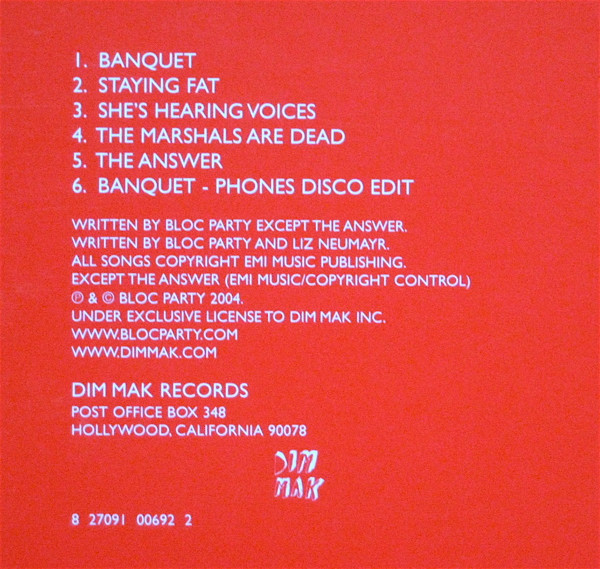 1. BANQUET
2. STAYING FAT
3. SHE'S HEARING VOICES
4. THE MARSHALS ARE DEAD
5. THE ANSWER
6. BANQUET - PHONES DISCO EDIT
WRITTEN BY BLOC PARTY EXCEPT THE ANSWER.
WRITTEN BY BLOC PARTY AND LIZ NEUMAYR.
ALL SONGS COPYRIGHT EMI MUSIC PUBLISHING.
EXCEPT THE ANSWER (EMI MUSIC/COPYRIGHT CONTROL)
℗ & © BLOC PARTY 2004.
UNDER EXCLUSIVE LICENSE TO DIM MAK INC.
WWW.BLOCPARTY.COM
WWW.DIMMAK.COM
DIM MAK RECORDS
POST OFFICE BOX 348
HOLLYWOOD, CALIFORNIA 90078
DIM
MAK
8 27091 00692 2